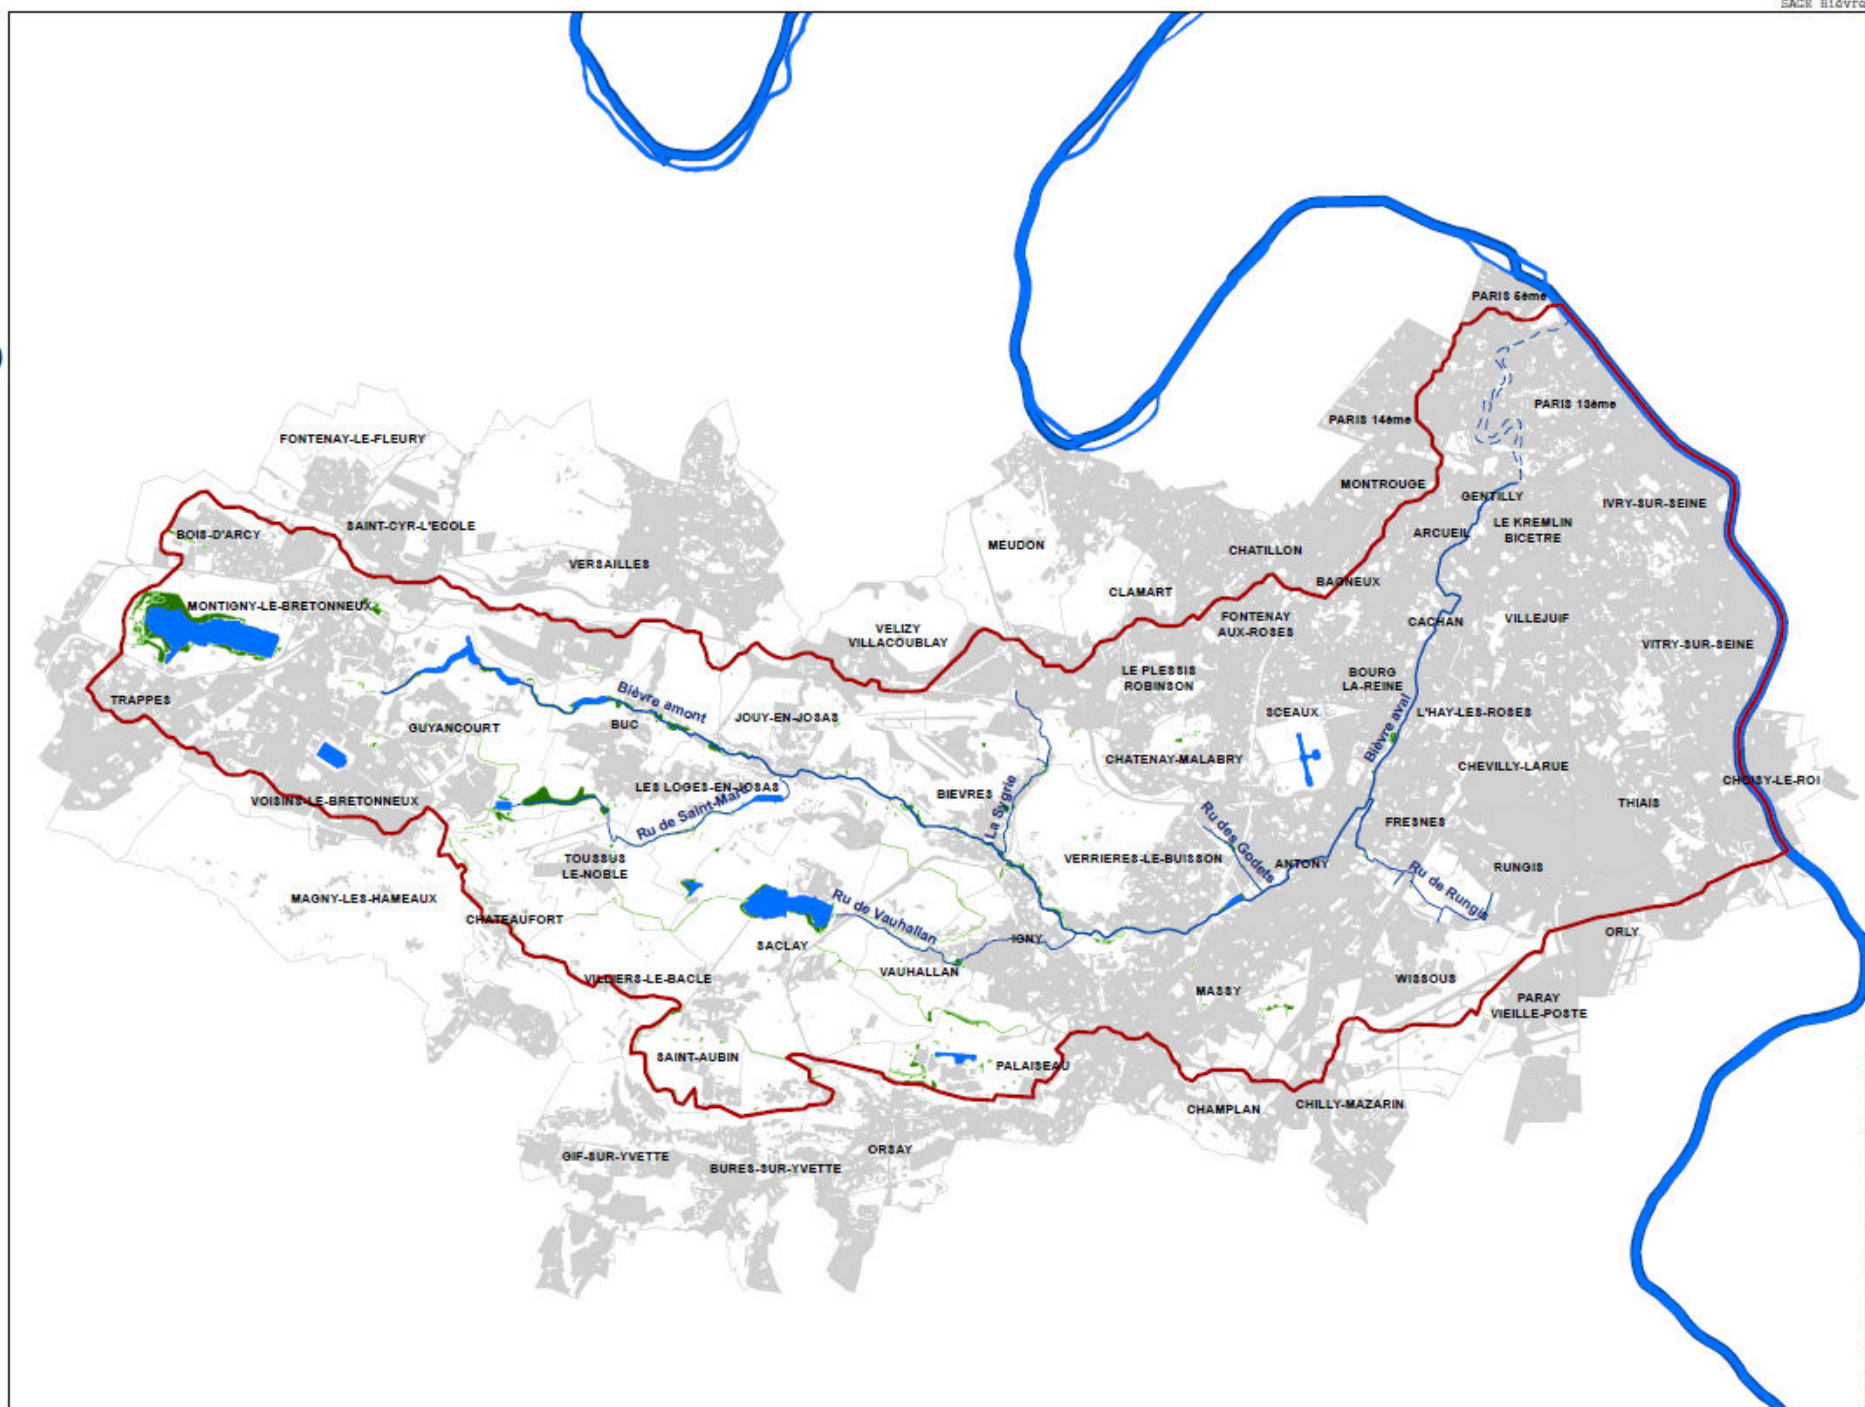 SAGE Bièvre
PARIS 5ème
PARIS 13ème
PARIS 14ème
FONTENAY-LE-FLEURY
MONTROUGE
GENTILLY
IVRY-SUR-SEINE
SAINT-CYR-L'ECOLE
BOIS-D'ARCY
LE KREMLIN
BICETRE
ARCUEIL
MEUDON
CHATILLON
VERSAILLES
BAGNEUX
CLAMART
MONTIGNY-LE-BRETONNEUX
FONTENAY
AUX-ROSES
CACHAN
VILLEJUIF
VELIZY
VILLACOUBLAY
VITRY-SUR-SEINE
LE PLESSIS
ROBINSON
BOURG
LA-REINE
TRAPPES
Bièvre amont
SCEAUX
L'HAY-LES-ROSES
JOUY-EN-JOSAS
BUC
GUYANCOURT
Bièvre aval
CHATENAY-MALABRY
CHEVILLY-LARUE
CHOISY-LE-ROI
LES LOGES-EN-JOSAS
BIEVRES
La Sygrie
VOISINS-LE-BRETONNEUX
Ru de Saint-Marc
THIAIS
FRESNES
Ru des Godets
TOUSSUS
LE-NOBLE
VERRIERES-LE-BUISSON
ANTONY
RUNGIS
Ru de Rungis
MAGNY-LES-HAMEAUX
CHATEAUFORT
Ru de Vauhallan
SACLAY
IGNY
ORLY
VAUHALLAN
VILLIERS-LE-BACLE
WISSOUS
MASSY
PARAY
VIEILLE-POSTE
SAINT-AUBIN
PALAISEAU
CHAMPLAN
CHILLY-MAZARIN
ORSAY
GIF-SUR-YVETTE
BURES-SUR-YVETTE